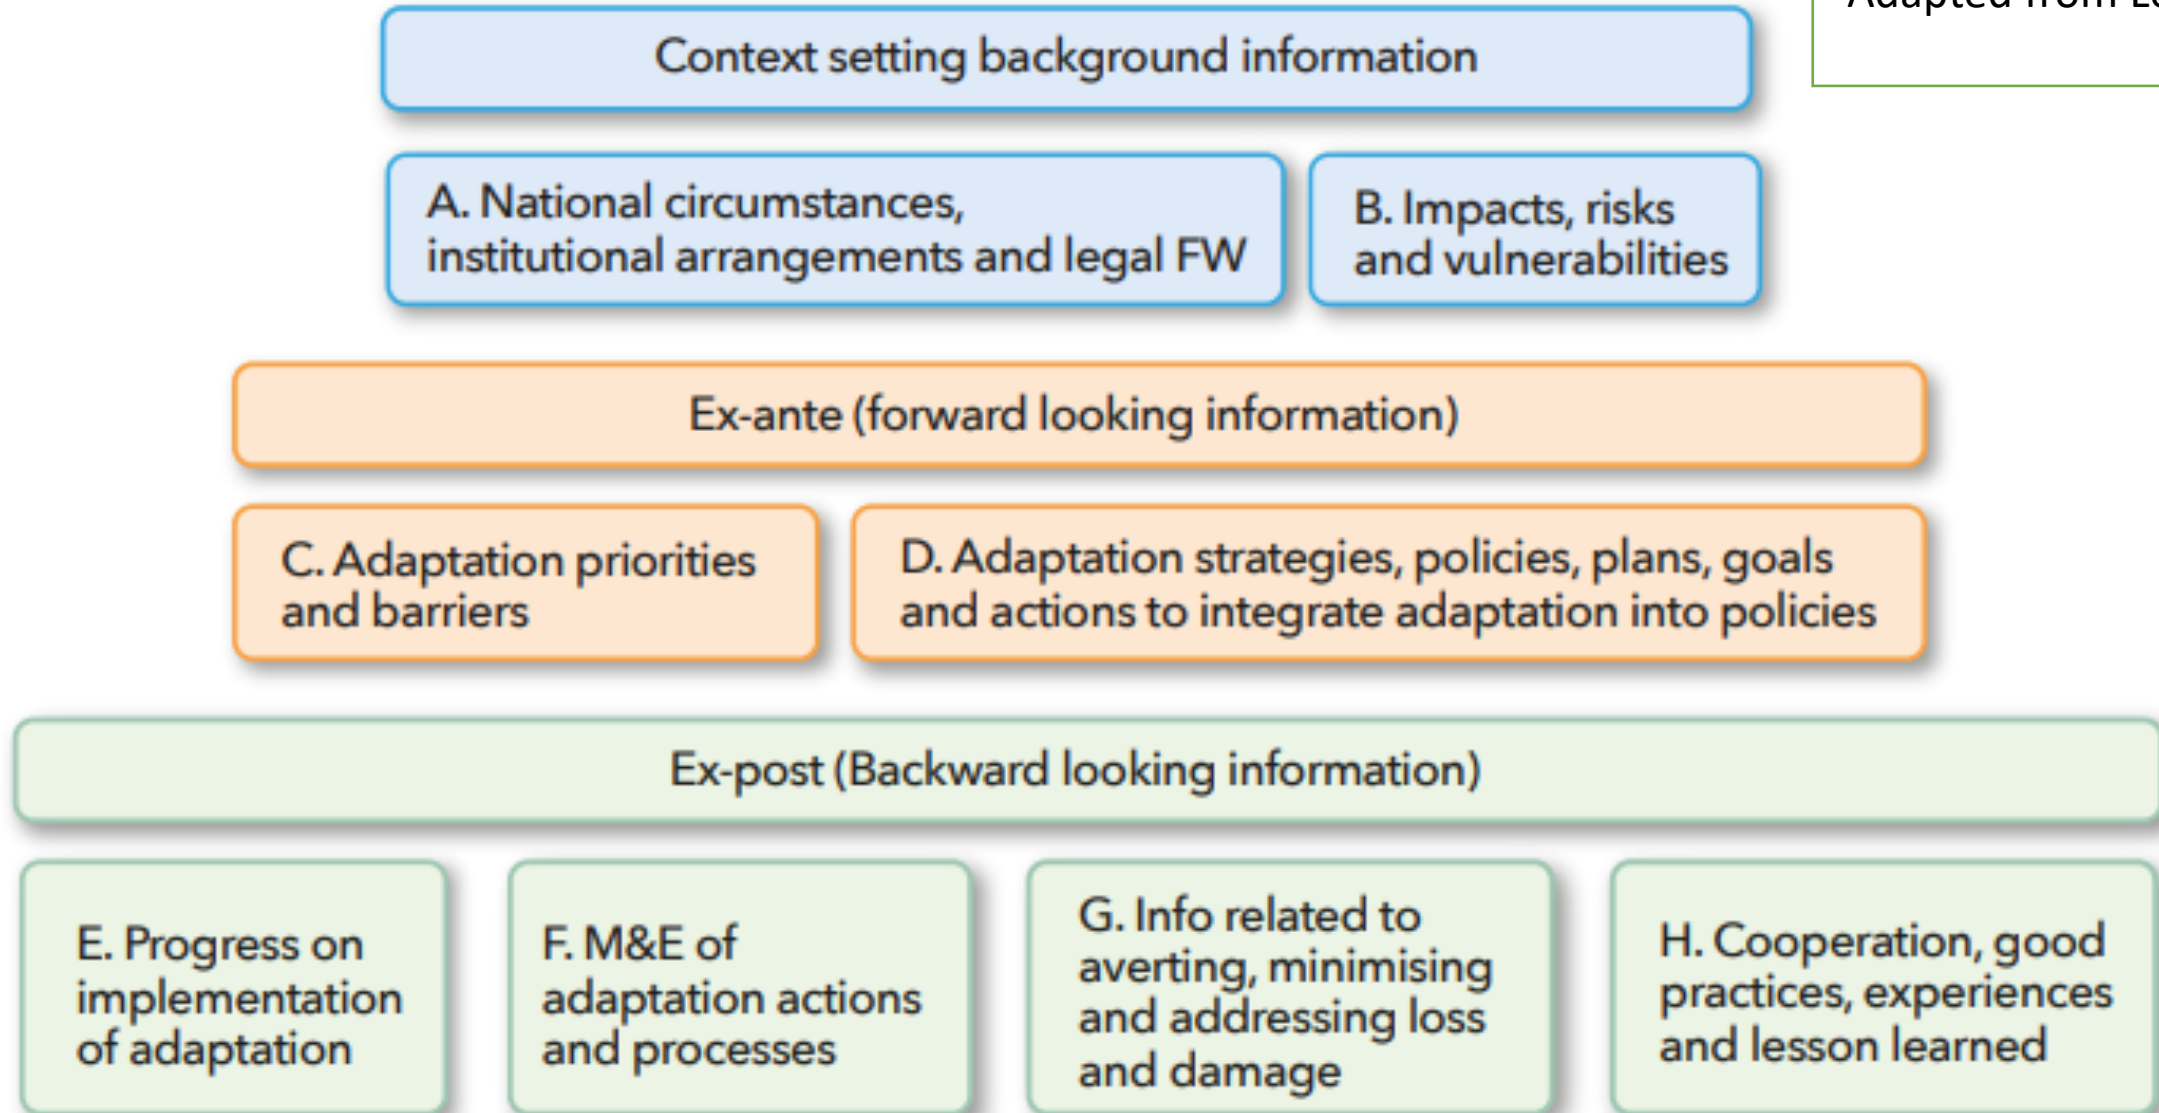 Adapted from
Context setting background information
A. National circumstances,
institutional arrangements and legal FW
B. Impacts, risks
and vulnerabilities
Ex-ante (forward looking information)
C. Adaptation priorities
and barriers
D. Adaptation strategies, policies, plans, goals
and actions to integrate adaptation into policies
Ex-post (Backward looking information)
E. Progress on
implementation
of adaptation
F. M&E of
adaptation actions
and processes
G. Info related to
averting, minimising
and addressing loss
and damage
H. Cooperation, good
practices, experiences
and lesson learned